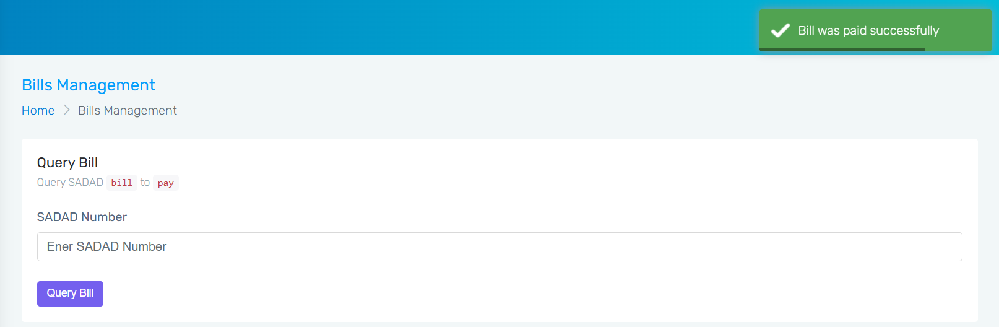 Bill was paid successfully
Bills Management
Home > Bills Management
Query Bill
Query SADAD bill to pay
SADAD Number
Ener SADAD Number
Query Bill